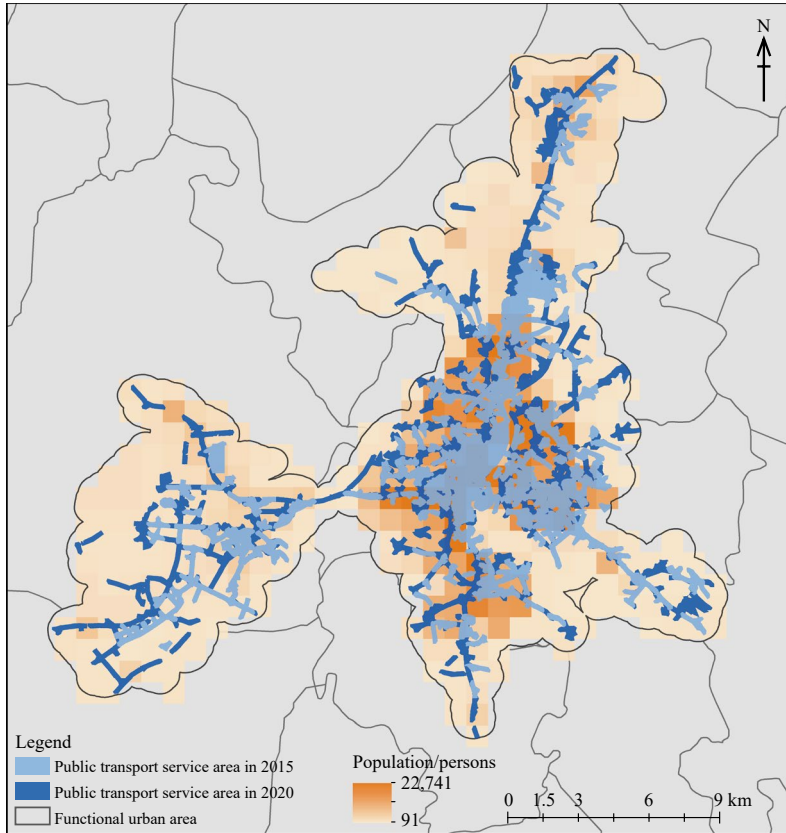 N
Legend
Public transport service area in 2015
Public transport service area in 2020
Functional urban area
Population/persons
22,741
91
0 1.5 3 6 9 km